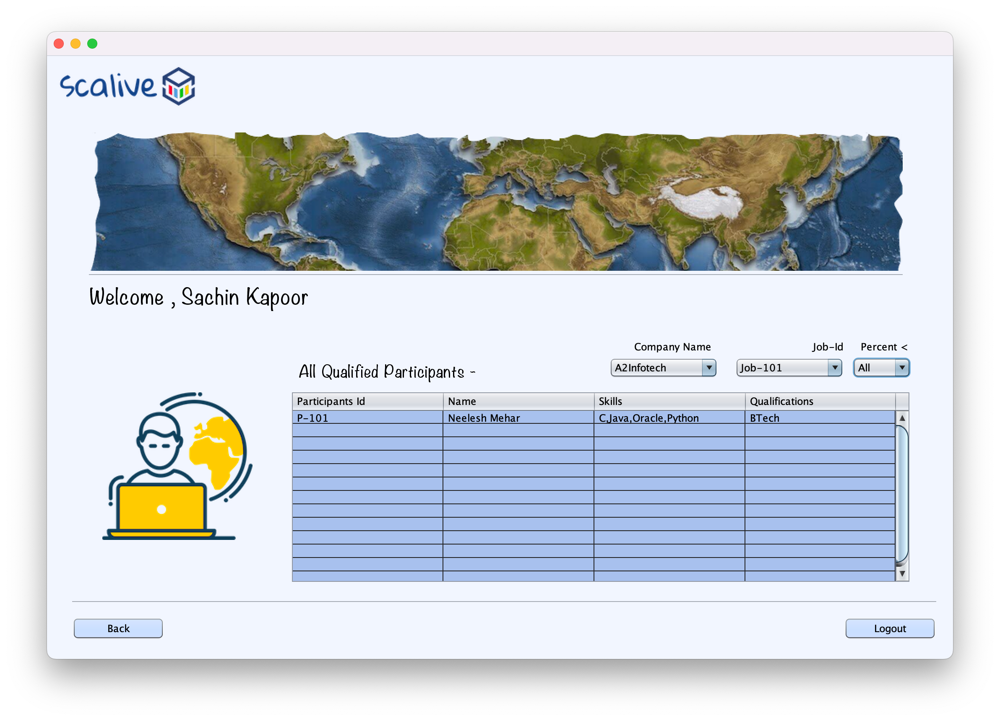 scalive
Welcome , Sachin Kapoor
Company Name Job-Id Percent <
All Qualified Participants ~ A2Infotech Job-101 All
Participants Id Name Skills Qualifications
P-101 Neelesh Mehar C,Java,Oracle,Python BTech
Back Logout